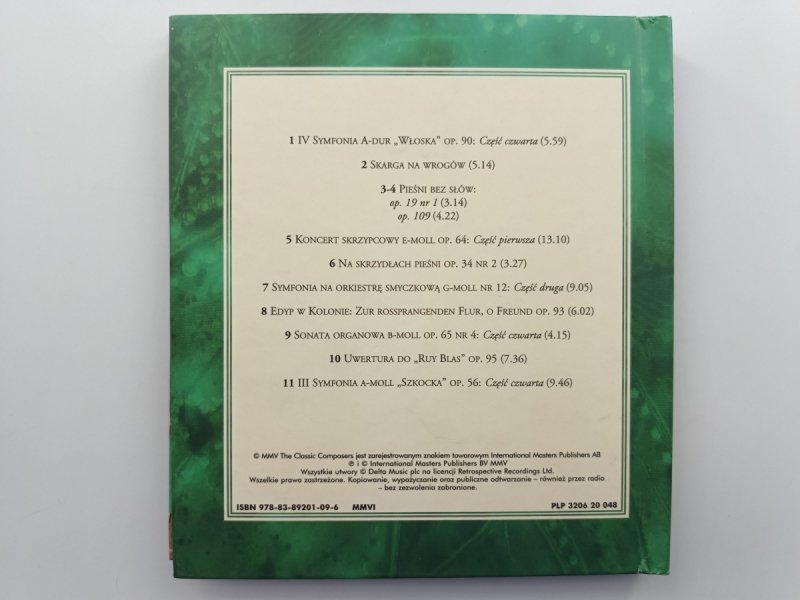 1 IV Symfonia A-dur „Włoska” op. 90: Część czwarta (5.59)
2 Skarga na wrogów (5.14)
3-4 Pieśni bez słów:
op. 19 nr 1 (3.14)
op. 109 (4.22)
5 Koncert skrzypcowy e-moll op. 64: Część pierwsza (13.10)
6 Na skrzydłach pieśni op. 34 nr 2 (3.27)
7 Symfonia na orkiestrę smyczkową g-moll nr 12: Część druga (9.05)
8 Edyp w Kolonie: Zur rossprangenden Flur, o Freund op. 93 (6.02)
9 Sonata organowa b-moll op. 65 nr 4: Część czwarta (4.15)
10 Uwertura do „Ruy Blas” op. 95 (7.36)
11 III Symfonia a-moll „Szkocka” op. 56: Część czwarta (9.46)
© MMV The Classic Composers jest zarejestrowanym znakiem towarowym International Masters Publishers AB
℗ i © International Masters Publishers BV MMV
Wszystkie utwory © Delta Music plc na licencji Retrospective Recordings Ltd.
Wszelkie prawa zastrzeżone. Kopiowanie, wypożyczanie oraz publiczne odtwarzanie – również przez radio
– bez zezwolenia zabronione.
ISBN 978-83-89201-09-6 MMVI PLP 3206 20 048